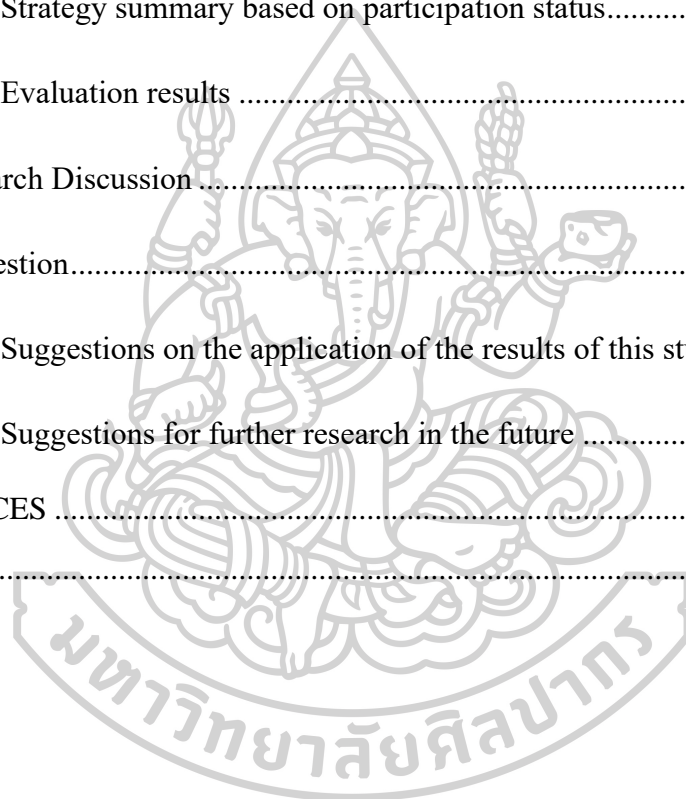 Strategy summary based on participation status.......
Evaluation results ............................................................
arch Discussion ..................................................................
estion...................................................................................
Suggestions on the application of the results of this st
Suggestions for further research in the future .............
CES .....................................................................................
............................................................................................
มหาวิทยาลัยศิลปากร